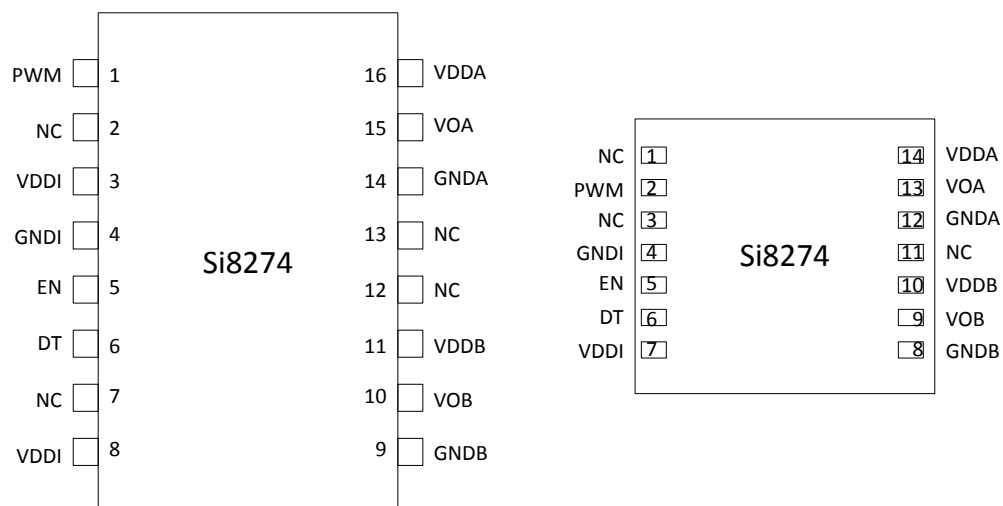 PWM 1 16 VDDA
NC 2 15 VOA
VDDI 3 14 GNDA
GNDI 4 13 NC
Si8274
EN 5 12 NC
DT 6 11 VDDB
NC 7 10 VOB
VDDI 8 9 GNDB
NC 1 14 VDDA
PWM 2 13 VOA
NC 3 12 GNDA
GNDI 4 11 NC
Si8274
EN 5 10 VDDB
DT 6 9 VOB
VDDI 7 8 GNDB